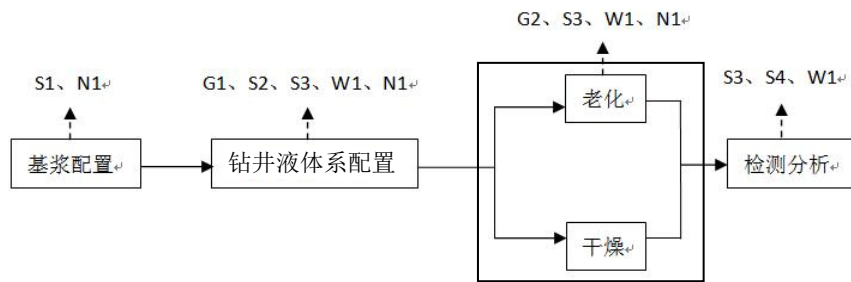 G2、S3、W1、N1
S1、N1
G1、S2、S3、W1、N1
S3、S4、W1
老化
基浆配置
钻井液体系配置
检测分析
干燥